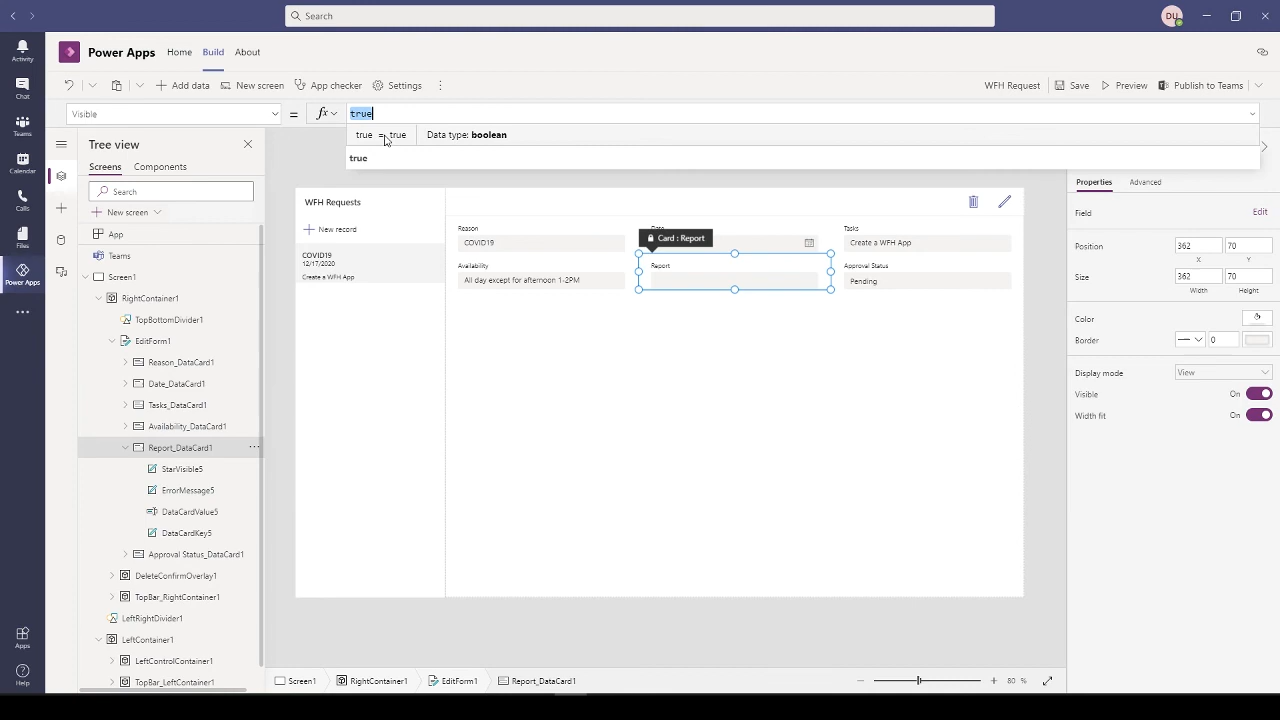 Search
DU
Activity
Chat
Teams
Calendar
Calls
Files
Power Apps
Apps
Help
Power Apps
Home
Build
About
Add data
New screen
App checker
Settings
WFH Request
Save
Preview
Publish to Teams
Visible
=
fx
true
true = true
Data type: boolean
true
Tree view
Screens
Components
Search
New screen
App
Teams
Screen1
RightContainer1
TopBottomDivider1
EditForm1
Reason_DataCard1
Date_DataCard1
Tasks_DataCard1
Availability_DataCard1
Report_DataCard1
StarVisible5
ErrorMessage5
DataCardValue5
DataCardKey5
Approval Status_DataCard1
DeleteConfirmOverlay1
TopBar_RightContainer1
LeftRightDivider1
LeftContainer1
LeftControlContainer1
TopBar_LeftContainer1
WFH Requests
New record
COVID19
12/17/2020
Create a WFH App
Reason
COVID19
Date
Tasks
Create a WFH App
Card : Report
Availability
All day except for afternoon 1-2PM
Report
Approval Status
Pending
Properties
Advanced
Field
Edit
Position
362
70
X
Y
Size
362
70
Width
Height
Color
Border
0
Display mode
View
Visible
On
Width fit
On
Screen1
RightContainer1
EditForm1
Report_DataCard1
80 %